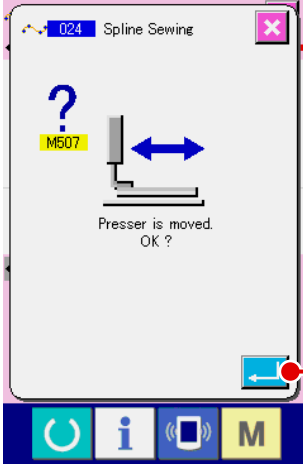 024 Spline Sewing
?
M507
Presser is moved.
OK ?
i
M